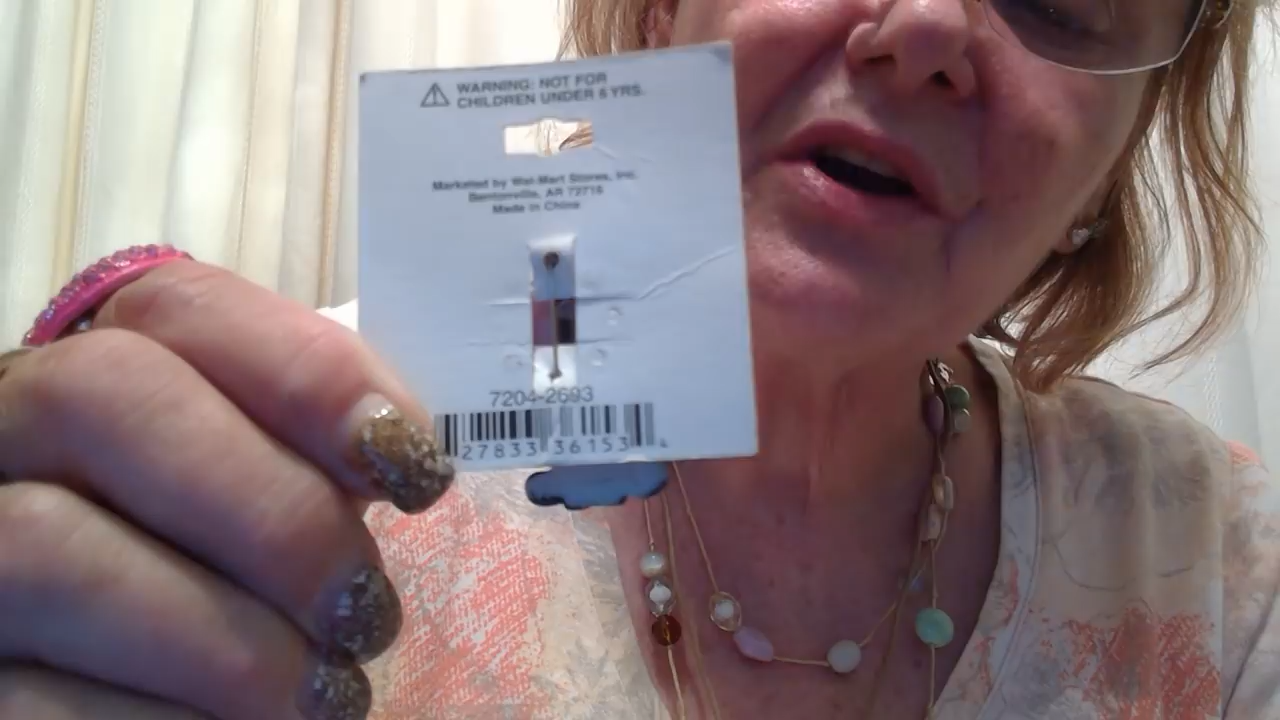 WARNING: NOT FOR
CHILDREN UNDER 6 YRS.
Marketed by Wal-Mart Stores, Inc.
Bentonville, AR 72716
Made in China
7204-2693
27833 36153 4